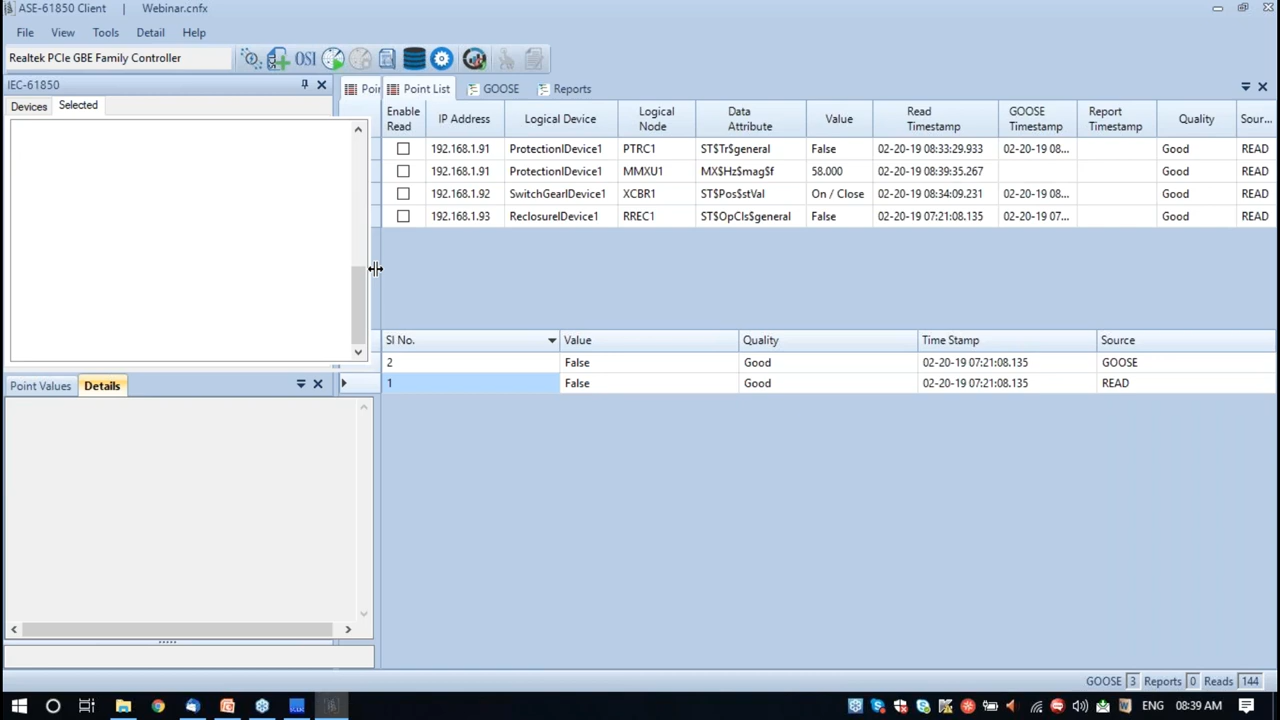 ASE-61850 Client | Webinar.cnfx
File View Tools Detail Help
Realtek PCIe GBE Family Controller OSI
IEC-61850
Devices Selected
Poin Point List GOOSE Reports
Enable Read IP Address Logical Device Logical Node Data Attribute Value Read Timestamp GOOSE Timestamp Report Timestamp Quality Sour...
192.168.1.91 ProtectionIDevice1 PTRC1 ST$Tr$general False 02-20-19 08:33:29.933 02-20-19 08... Good READ
192.168.1.91 ProtectionIDevice1 MMXU1 MX$Hz$mag$f 58.000 02-20-19 08:39:35.267 Good READ
192.168.1.92 SwitchGearIDevice1 XCBR1 ST$Pos$stVal On / Close 02-20-19 08:34:09.231 02-20-19 08... Good READ
192.168.1.93 ReclosureIDevice1 RREC1 ST$OpCls$general False 02-20-19 07:21:08.135 02-20-19 07... Good READ
SI No. Value Quality Time Stamp Source
2 False Good 02-20-19 07:21:08.135 GOOSE
1 False Good 02-20-19 07:21:08.135 READ
Point Values Details
GOOSE 3 Reports 0 Reads 144
ENG 08:39 AM